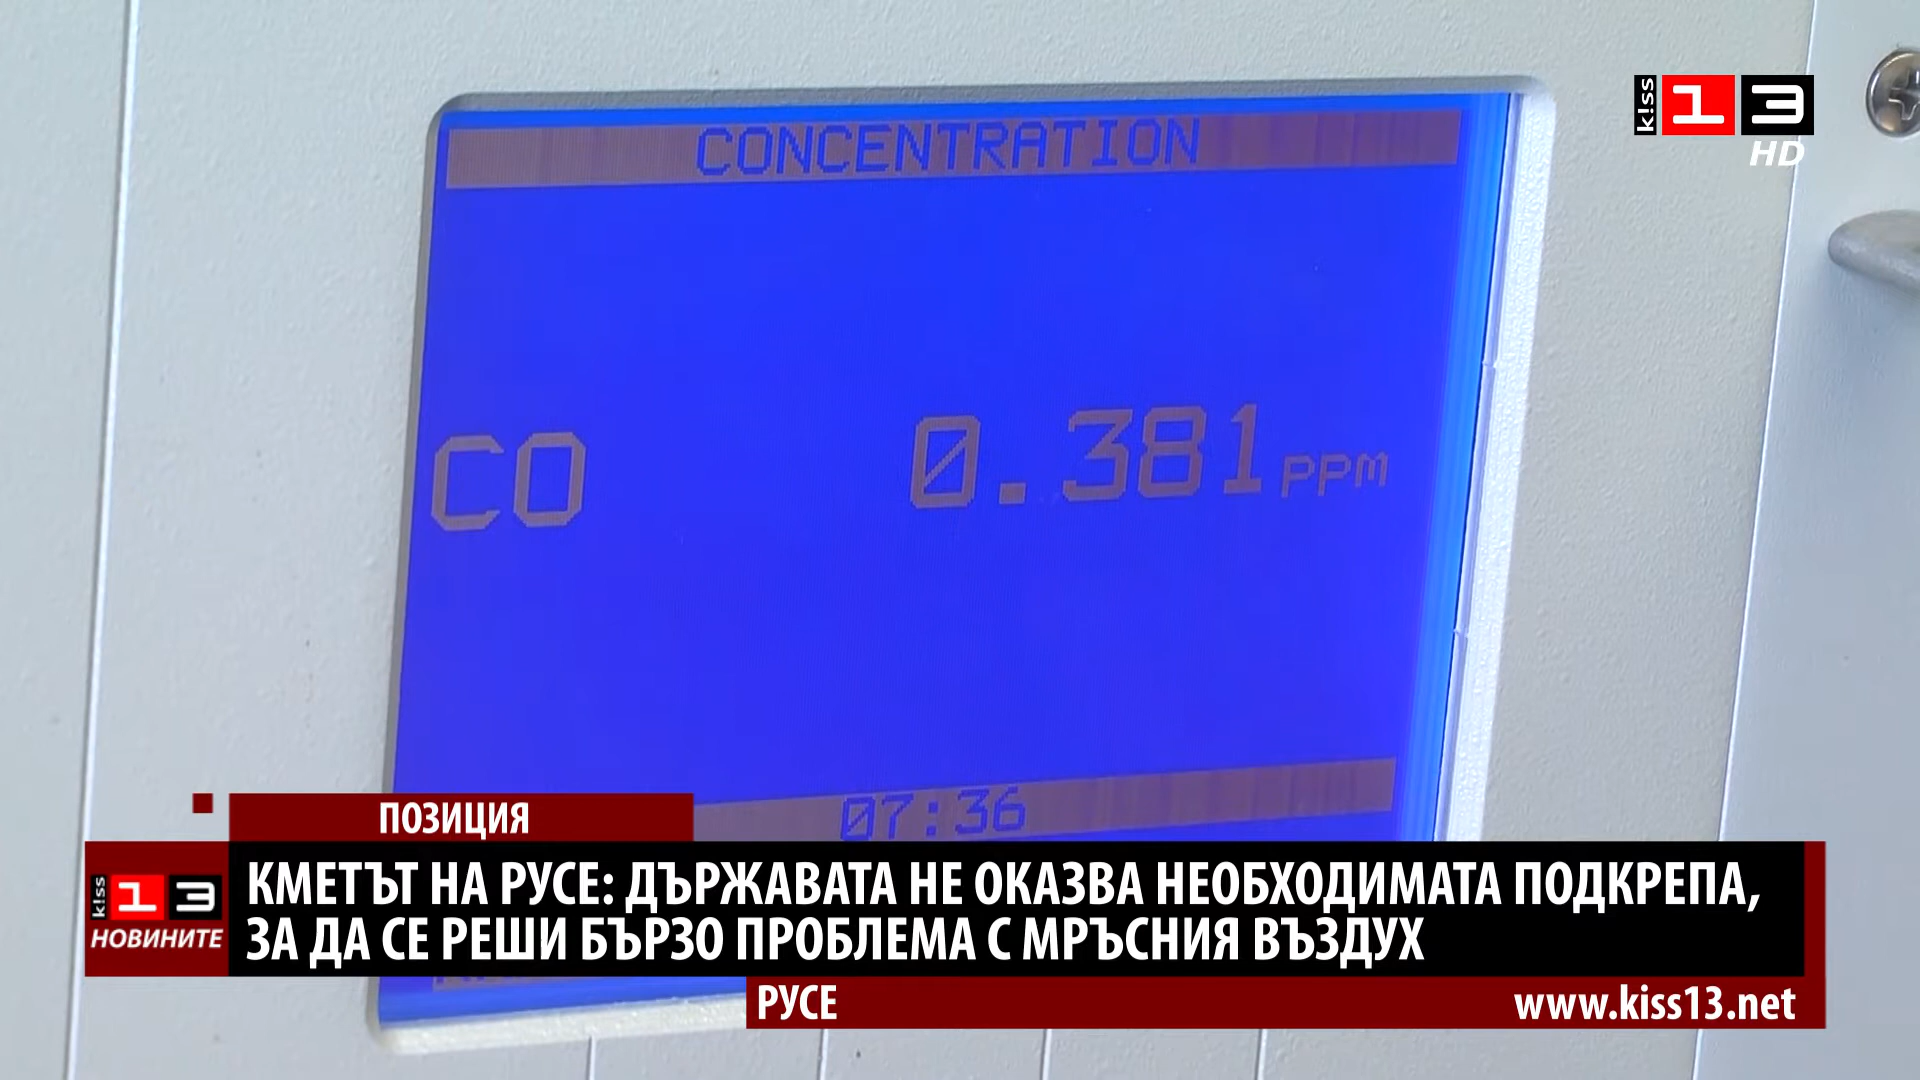 CONCENTRATION
kiss 13
HD
CO 0.381 ppm
07:36
ПОЗИЦИЯ
КМЕТЪТ НА РУСЕ: ДЪРЖАВАТА НЕ ОКАЗВА НЕОБХОДИМАТА ПОДКРЕПА,
ЗА ДА СЕ РЕШИ БЪРЗО ПРОБЛЕМА С МРЪСНИЯ ВЪЗДУХ
kiss 13
НОВИНИТЕ
РУСЕ
www.kiss13.net